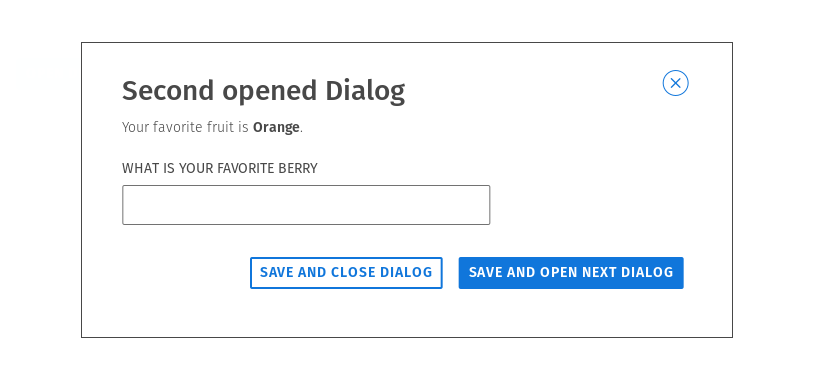 Second opened Dialog
Your favorite fruit is Orange.
WHAT IS YOUR FAVORITE BERRY
SAVE AND CLOSE DIALOG SAVE AND OPEN NEXT DIALOG